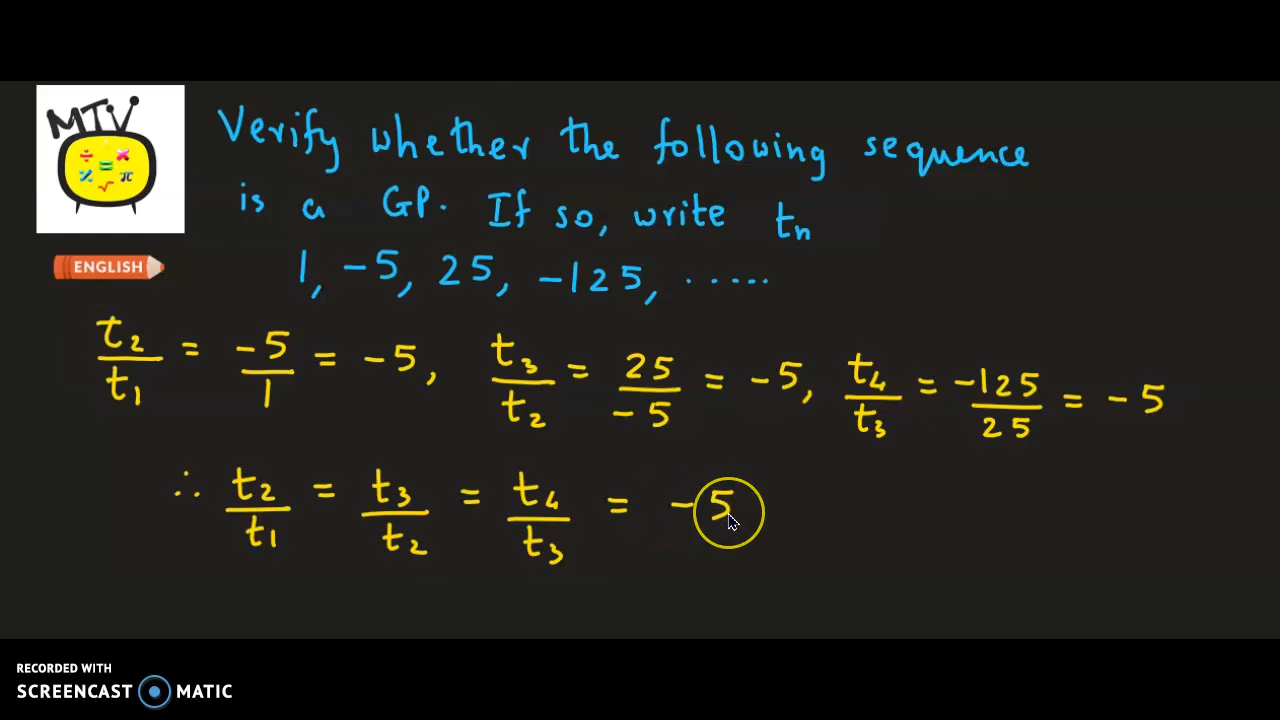 MTV
÷ × = % π √
ENGLISH
Verify whether the following sequence
is a GP. If so, write tₙ
1, -5, 25, -125, ......
t₂/t₁ = -5/1 = -5, t₃/t₂ = 25/-5 = -5, t₄/t₃ = -125/25 = -5
∴ t₂/t₁ = t₃/t₂ = t₄/t₃ = -5
RECORDED WITH
SCREENCAST MATIC